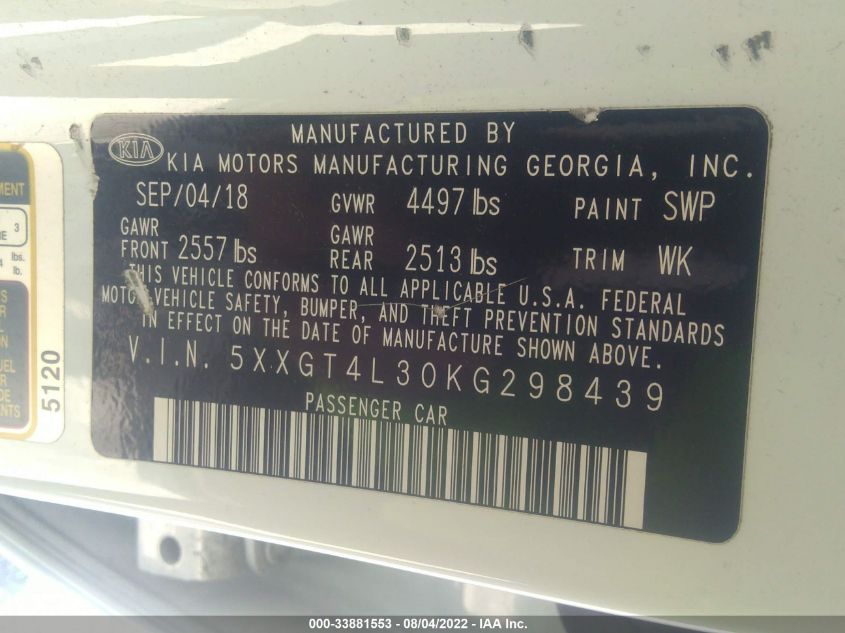 MANUFACTURED BY
KIA KIA MOTORS MANUFACTURING GEORGIA, INC.
SEP/04/18 GVWR 4497 lbs PAINT SWP
GAWR GAWR
FRONT 2557 lbs REAR 2513 lbs TRIM WK
THIS VEHICLE CONFORMS TO ALL APPLICABLE U.S.A. FEDERAL
MOTOR VEHICLE SAFETY, BUMPER, AND THEFT PREVENTION STANDARDS
IN EFFECT ON THE DATE OF MANUFACTURE SHOWN ABOVE.
V.I.N. 5XXGT4L30KG298439
PASSENGER CAR
5120
3
lbs.
lb.
000-33881553 - 08/04/2022 - IAA Inc.